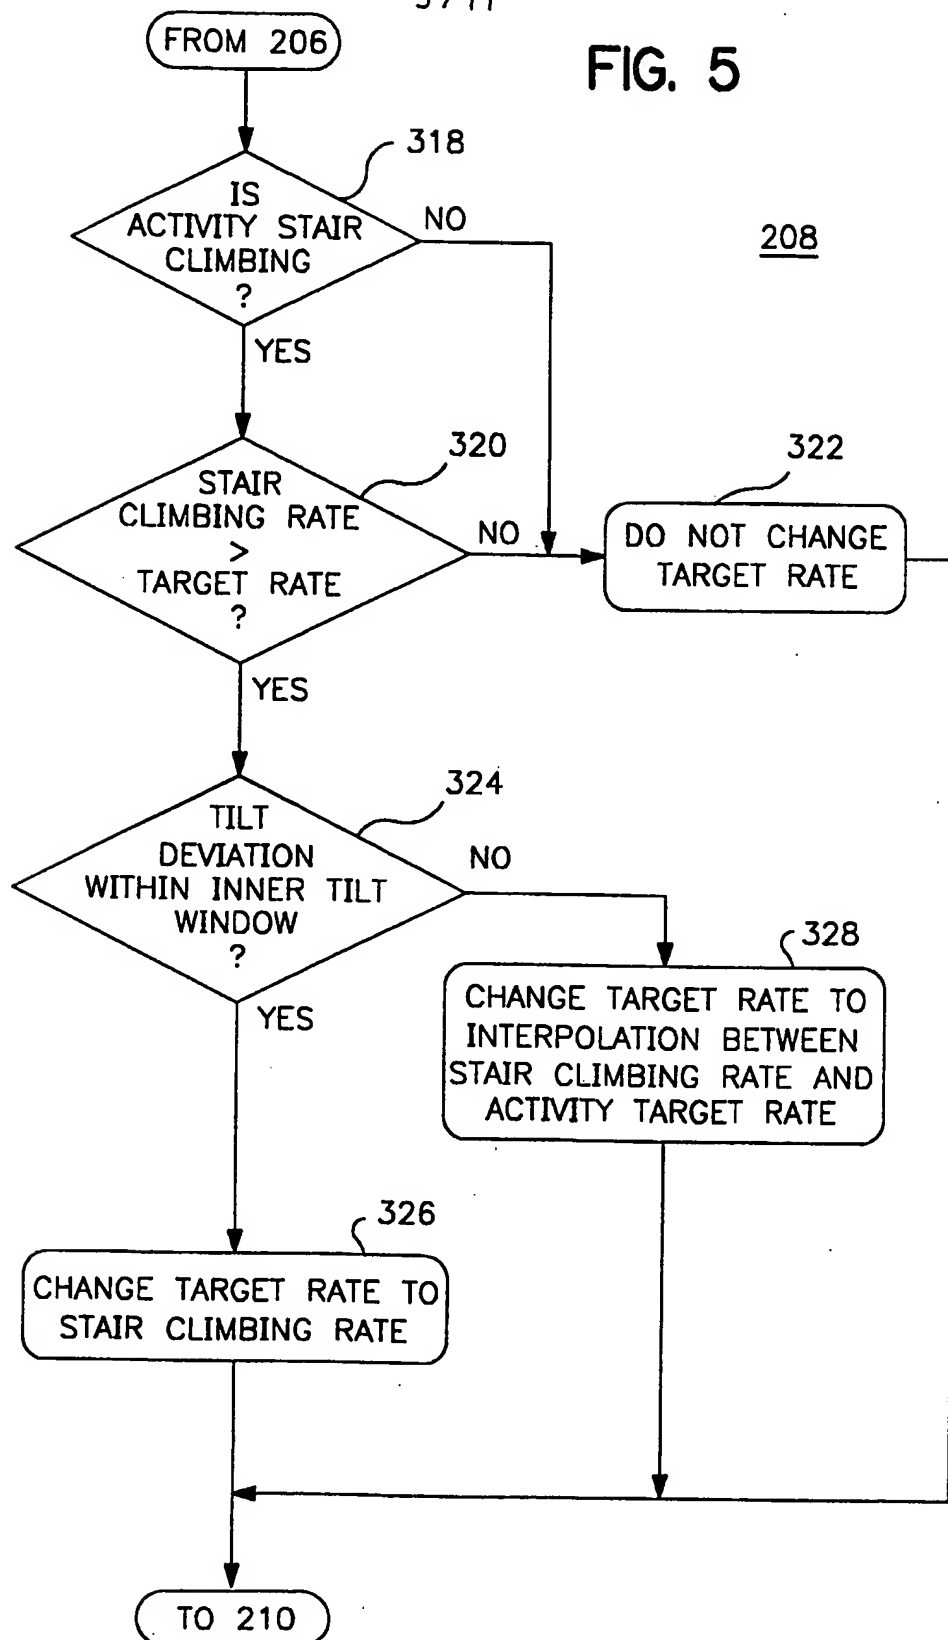 FROM 206
FIG. 5
318
IS
ACTIVITY STAIR
CLIMBING
?
NO
208
YES
320
STAIR
CLIMBING RATE
>
TARGET RATE
?
NO
322
DO NOT CHANGE
TARGET RATE
YES
324
TILT
DEVIATION
WITHIN INNER TILT
WINDOW
?
NO
328
CHANGE TARGET RATE TO
INTERPOLATION BETWEEN
STAIR CLIMBING RATE AND
ACTIVITY TARGET RATE
YES
326
CHANGE TARGET RATE TO
STAIR CLIMBING RATE
TO 210